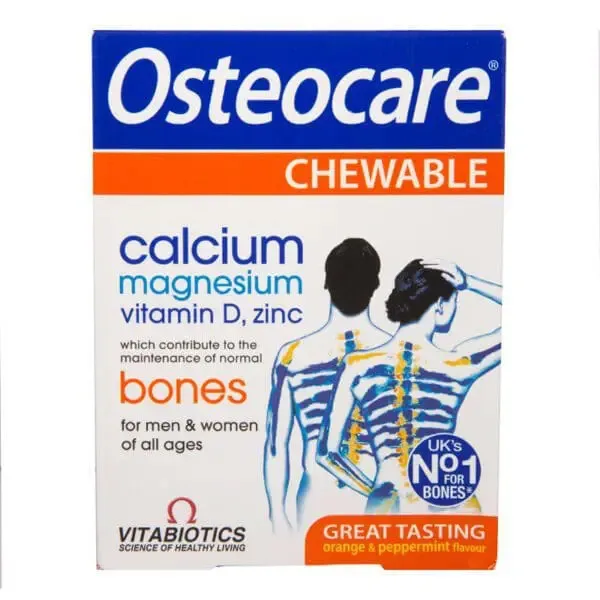 Osteocare®
CHEWABLE
calcium
magnesium
vitamin D, zinc
which contribute to the
maintenance of normal
bones
for men & women
of all ages
UK's
No1
FOR
BONES*
VITABIOTICS
SCIENCE OF HEALTHY LIVING
GREAT TASTING
orange & peppermint flavour